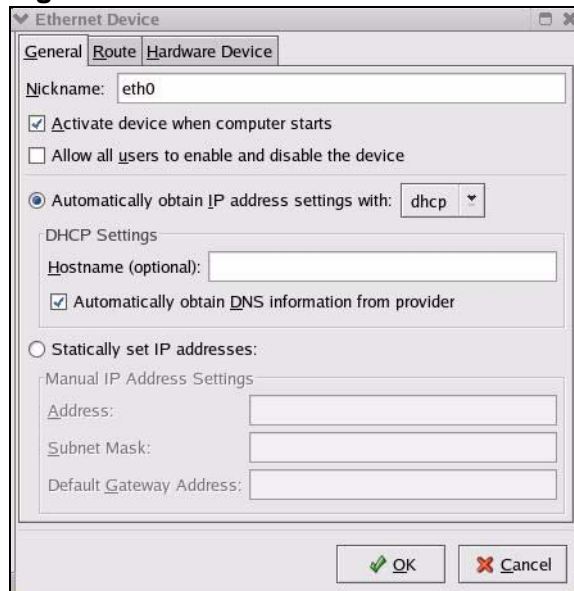 Ethernet Device
General Route Hardware Device
Nickname: eth0
Activate device when computer starts
Allow all users to enable and disable the device
Automatically obtain IP address settings with: dhcp
DHCP Settings
Hostname (optional):
Automatically obtain DNS information from provider
Statically set IP addresses:
Manual IP Address Settings
Address:
Subnet Mask:
Default Gateway Address:
OK Cancel